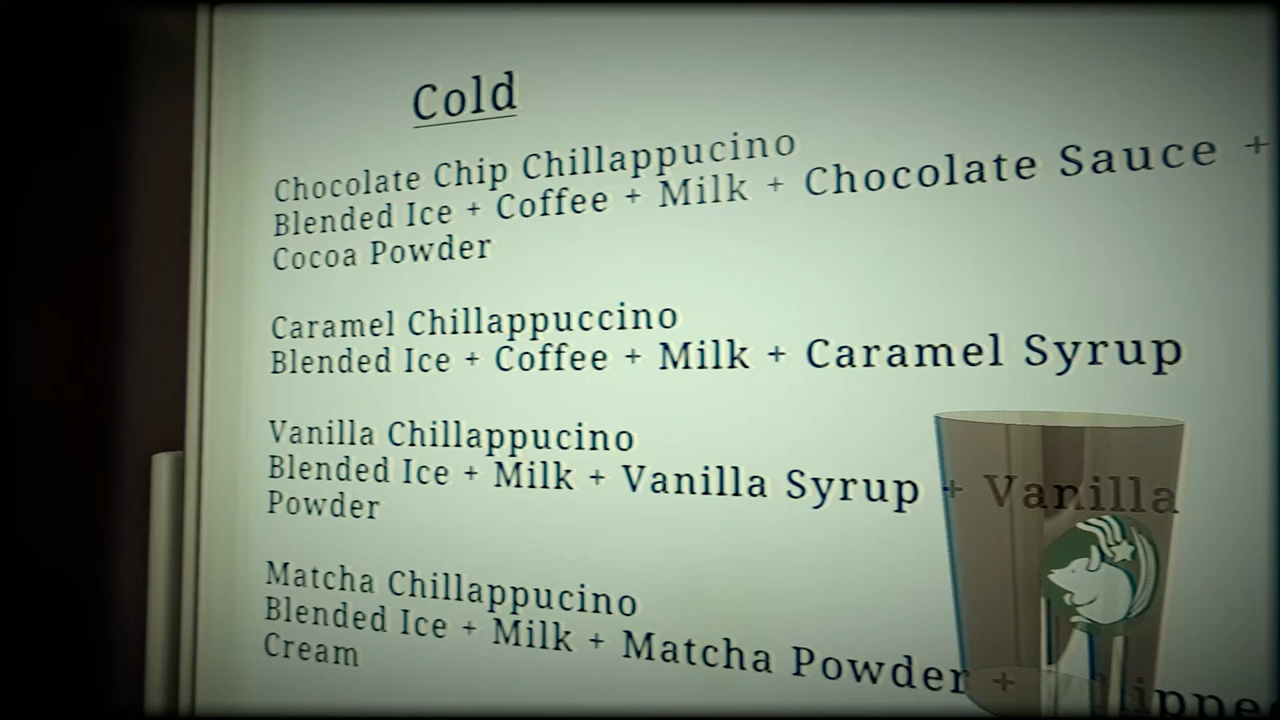 Cold
Chocolate Chip Chillappucino
Blended Ice + Coffee + Milk + Chocolate Sauce +
Cocoa Powder
Caramel Chillappuccino
Blended Ice + Coffee + Milk + Caramel Syrup
Vanilla Chillappucino
Blended Ice + Milk + Vanilla Syrup + Vanilla
Powder
Matcha Chillappucino
Blended Ice + Milk + Matcha Powder +
Cream